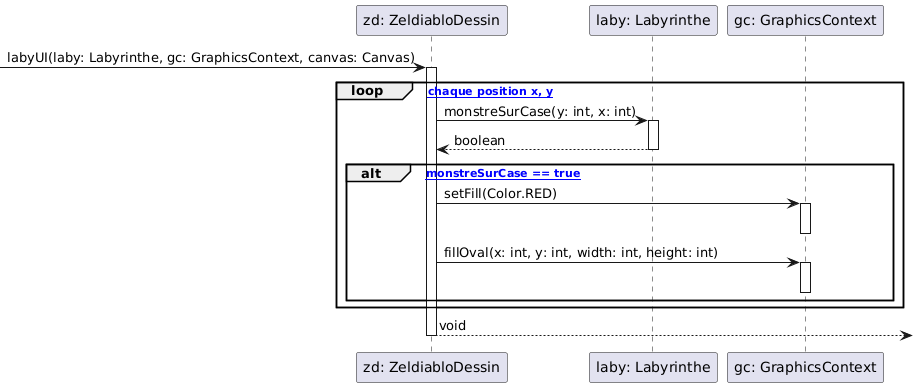 zd: ZeldiabloDessin
laby: Labyrinthe
gc: GraphicsContext
labyUI(laby: Labyrinthe, gc: GraphicsContext, canvas: Canvas)
loop
chaque position x, y
monstreSurCase(y: int, x: int)
boolean
alt
monstreSurCase == true
setFill(Color.RED)
fillOval(x: int, y: int, width: int, height: int)
void
zd: ZeldiabloDessin
laby: Labyrinthe
gc: GraphicsContext